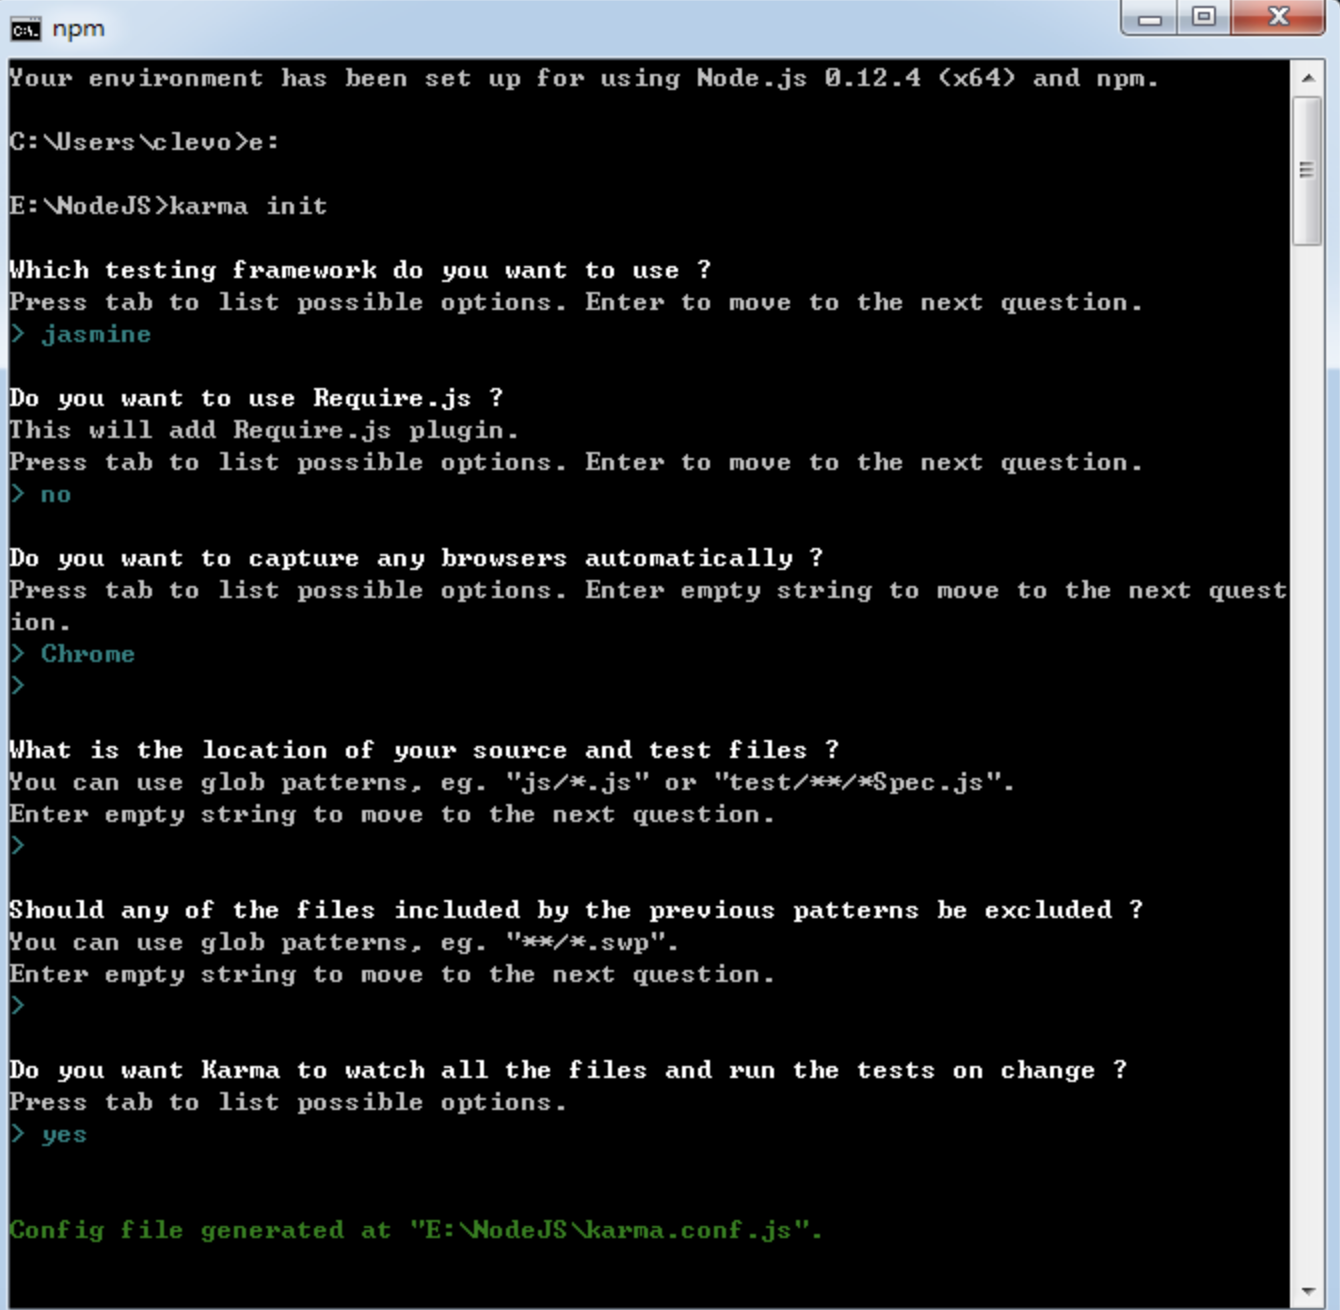 npm
Your environment has been set up for using Node.js 0.12.4 (x64) and npm.
C:\Users\clevo>e:
E:\NodeJS>karma init
Which testing framework do you want to use ?
Press tab to list possible options. Enter to move to the next question.
> jasmine
Do you want to use Require.js ?
This will add Require.js plugin.
Press tab to list possible options. Enter to move to the next question.
> no
Do you want to capture any browsers automatically ?
Press tab to list possible options. Enter empty string to move to the next quest
ion.
> Chrome
>
What is the location of your source and test files ?
You can use glob patterns, eg. "js/*.js" or "test/**/*Spec.js".
Enter empty string to move to the next question.
>
Should any of the files included by the previous patterns be excluded ?
You can use glob patterns, eg. "**/*.swp".
Enter empty string to move to the next question.
>
Do you want Karma to watch all the files and run the tests on change ?
Press tab to list possible options.
> yes
Config file generated at "E:\NodeJS\karma.conf.js".